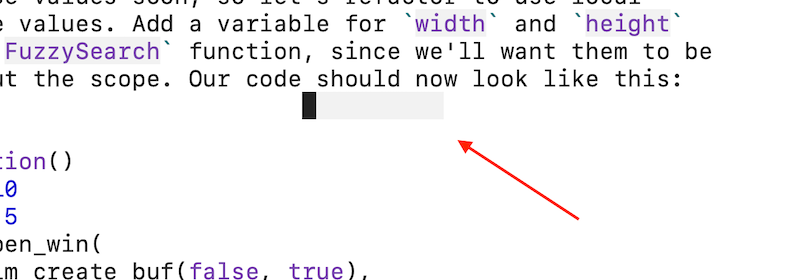 se values soon, so let's refactor to use local
e values. Add a variable for `width` and `height`
FuzzySearch` function, since we'll want them to be
ut the scope. Our code should now look like this:
tion()
10
5
pen_win(
im create buf(false, true),